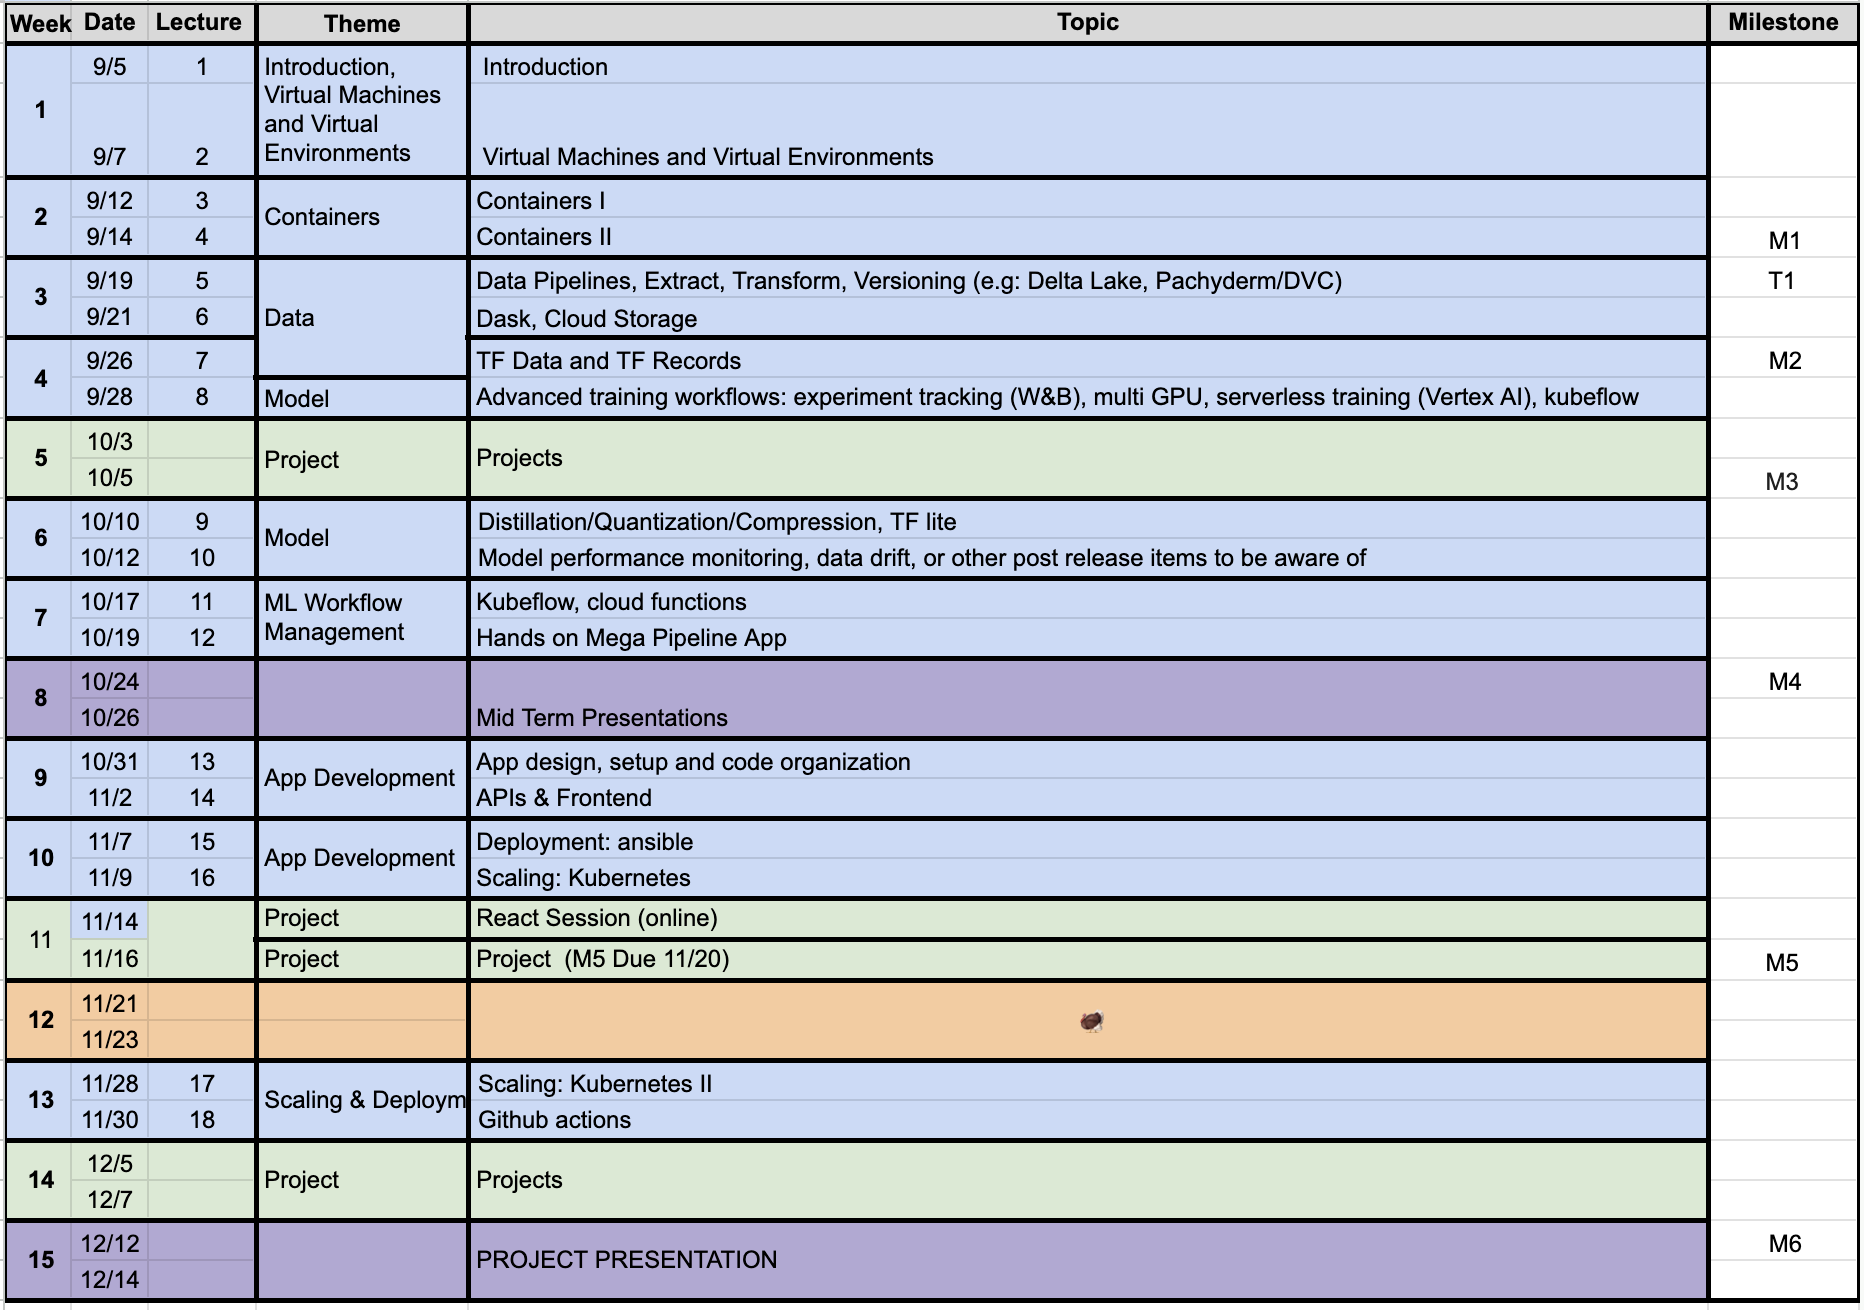 Week Date Lecture Theme Topic Milestone
1
9/5 1 Introduction, Introduction
Virtual Machines
and Virtual
9/7 2 Environments Virtual Machines and Virtual Environments
2
9/12 3 Containers I
Containers
9/14 4 Containers II M1
3
9/19 5 Data Pipelines, Extract, Transform, Versioning (e.g: Delta Lake, Pachyderm/DVC) T1
9/21 6 Data Dask, Cloud Storage
4
9/26 7 TF Data and TF Records M2
9/28 8 Model Advanced training workflows: experiment tracking (W&B), multi GPU, serverless training (Vertex AI), kubeflow
5
10/3
Project Projects
10/5 M3
6
10/10 9 Distillation/Quantization/Compression, TF lite
Model
10/12 10 Model performance monitoring, data drift, or other post release items to be aware of
7
10/17 11 ML Workflow Kubeflow, cloud functions
10/19 12 Management Hands on Mega Pipeline App
8
10/24 M4
10/26 Mid Term Presentations
9
10/31 13 App design, setup and code organization
App Development
11/2 14 APIs & Frontend
10
11/7 15 Deployment: ansible
App Development
11/9 16 Scaling: Kubernetes
11
11/14 Project React Session (online)
11/16 Project Project (M5 Due 11/20) M5
12
11/21
11/23
13
11/28 17 Scaling: Kubernetes II
Scaling & Deploym
11/30 18 Github actions
14
12/5
Project Projects
12/7
15
12/12 M6
PROJECT PRESENTATION
12/14